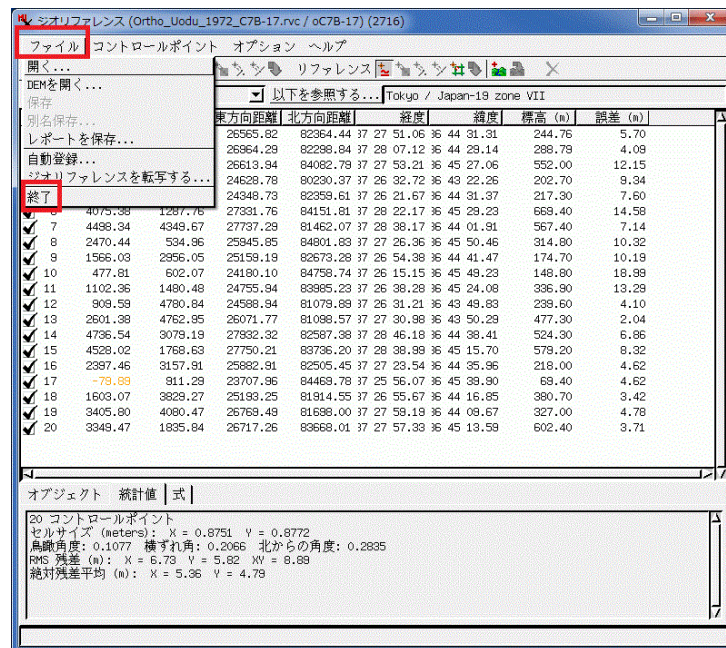 ジオリファレンス (Ortho_Uodu_1972_C7B-17.rvc / oC7B-17) (2716)
ファイル コントロールポイント オプション ヘルプ
開く...
DEMを開く...
保存
別名保存...
レポートを保存...
自動登録...
ジオリファレンスを転写する...
終了
リファレンス
以下を参照する... Tokyo / Japan-19 zone VII
東方向距離 北方向距離 経度 緯度 標高 (m) 誤差 (m)
26565.82 82364.44 37 27 51.06 36 44 31.31 244.76 5.70
26964.29 82298.84 37 28 07.12 36 44 29.14 288.79 4.09
26613.94 84082.79 37 27 53.21 36 45 27.06 552.00 12.15
24628.78 80230.37 37 26 32.72 36 43 22.26 202.70 9.34
24348.73 82359.61 37 26 21.67 36 44 31.37 217.30 7.60
6 4075.38 1287.76 27331.76 84151.81 37 28 22.17 36 45 29.23 669.40 14.58
7 4498.34 4349.67 27737.29 81462.07 37 28 38.17 36 44 01.91 567.40 7.14
8 2470.44 534.96 25945.85 84801.83 37 27 26.36 36 45 50.46 314.80 10.32
9 1566.03 2956.05 25159.19 82673.28 37 26 54.38 36 44 41.47 174.70 10.19
10 477.81 602.07 24180.10 84758.74 37 26 15.15 36 45 49.23 148.80 18.99
11 1102.36 1480.48 24755.94 83985.23 37 26 38.28 36 45 24.08 336.90 13.29
12 909.59 4780.84 24588.94 81079.89 37 26 31.21 36 43 49.83 239.60 4.10
13 2601.38 4762.95 26071.77 81098.57 37 27 30.98 36 43 50.29 477.30 2.04
14 4736.54 3079.19 27932.32 82587.38 37 28 46.18 36 44 38.41 524.30 6.86
15 4528.02 1768.63 27750.21 83736.20 37 28 38.99 36 45 15.70 579.20 8.32
16 2397.46 3157.91 25882.91 82505.45 37 27 23.54 36 44 35.96 218.00 4.62
17 -79.89 911.29 23707.96 84469.78 37 25 56.07 36 45 39.90 69.40 4.62
18 1603.07 3829.27 25193.25 81914.55 37 26 55.67 36 44 16.85 380.70 3.42
19 3405.80 4080.47 26769.49 81698.00 37 27 59.19 36 44 09.67 327.00 4.78
20 3349.47 1835.84 26717.26 83668.01 37 27 57.33 36 45 13.59 602.40 3.71
オブジェクト 統計値 式
20 コントロールポイント
セルサイズ (meters): X = 0.8751 Y = 0.8772
鳥瞰角度: 0.1077 横ずれ角: 0.2066 北からの角度: 0.2835
RMS 残差 (m): X = 6.73 Y = 5.82 XY = 8.89
絶対残差平均 (m): X = 5.36 Y = 4.79